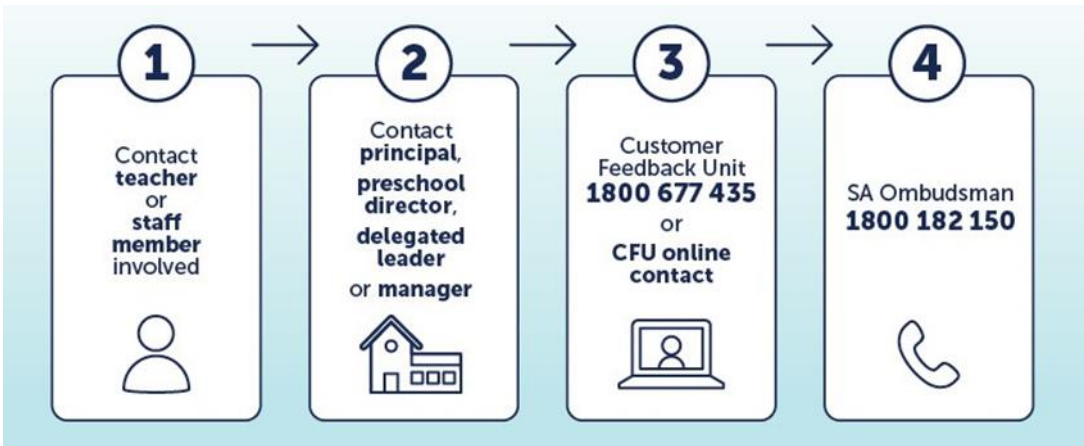 1
Contact
teacher
or
staff
member
involved
2
Contact
principal,
preschool
director,
delegated
leader
or manager
3
Customer
Feedback Unit
1800 677 435
or
CFU online
contact
4
SA Ombudsman
1800 182 150